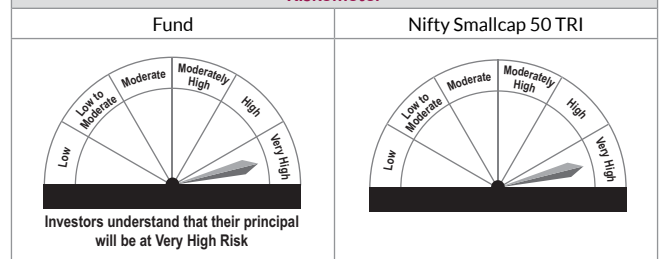 Riskometer
Fund
Nifty Smallcap 50 TRI
Low
Low to
Moderate
Moderate
Moderately
High
High
Very High
Investors understand that their principal
will be at Very High Risk
Low
Low to
Moderate
Moderate
Moderately
High
High
Very High